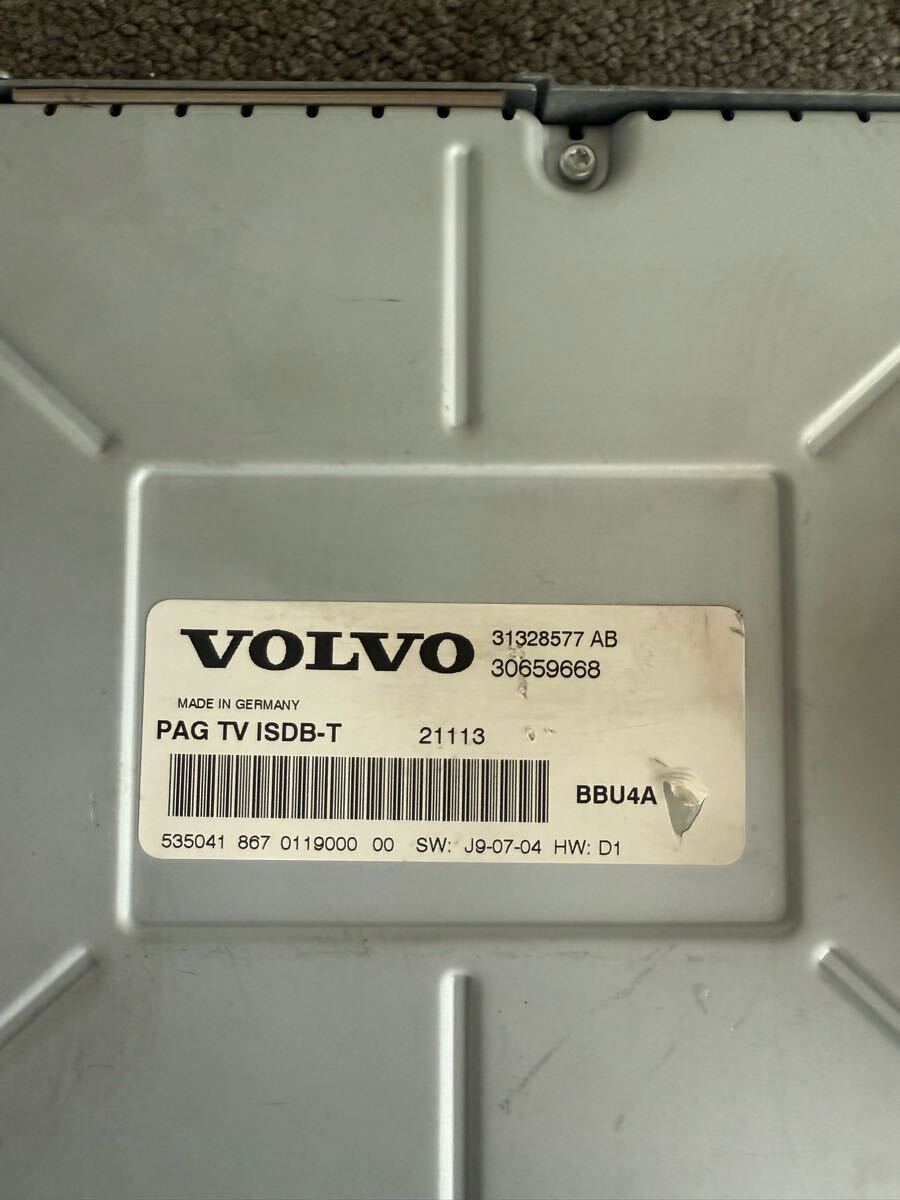 VOLVO 31328577 AB
30659668
MADE IN GERMANY
PAG TV ISDB-T 21113
BBU4A
535041 867 0119000 00 SW: J9-07-04 HW: D1